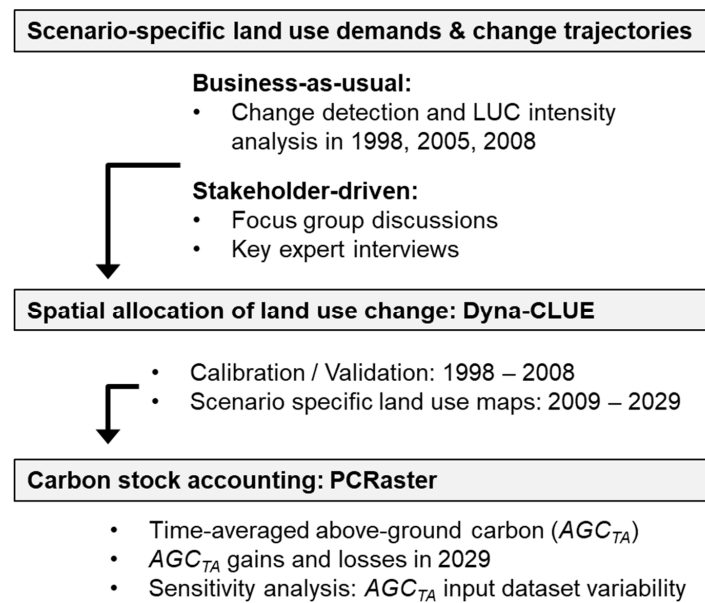 Scenario-specific land use demands & change trajectories
Business-as-usual:
• Change detection and LUC intensity
analysis in 1998, 2005, 2008
Stakeholder-driven:
• Focus group discussions
• Key expert interviews
Spatial allocation of land use change: Dyna-CLUE
• Calibration / Validation: 1998 – 2008
• Scenario specific land use maps: 2009 – 2029
Carbon stock accounting: PCRaster
• Time-averaged above-ground carbon (AGC_TA)
• AGC_TA gains and losses in 2029
• Sensitivity analysis: AGC_TA input dataset variability